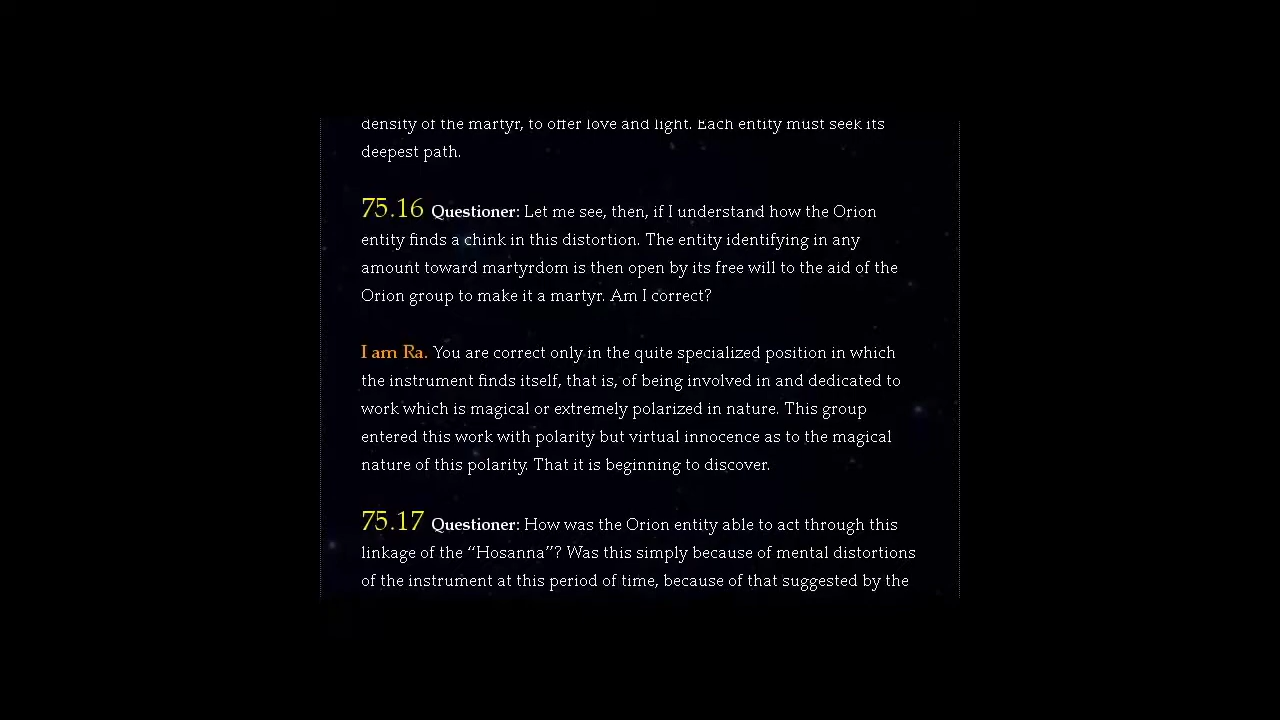 density of the martyr, to offer love and light. Each entity must seek its
deepest path.
75.16 Questioner: Let me see, then, if I understand how the Orion
entity finds a chink in this distortion. The entity identifying in any
amount toward martyrdom is then open by its free will to the aid of the
Orion group to make it a martyr. Am I correct?
I am Ra. You are correct only in the quite specialized position in which
the instrument finds itself, that is, of being involved in and dedicated to
work which is magical or extremely polarized in nature. This group
entered this work with polarity but virtual innocence as to the magical
nature of this polarity. That it is beginning to discover.
75.17 Questioner: How was the Orion entity able to act through this
linkage of the “Hosanna”? Was this simply because of mental distortions
of the instrument at this period of time, because of that suggested by the